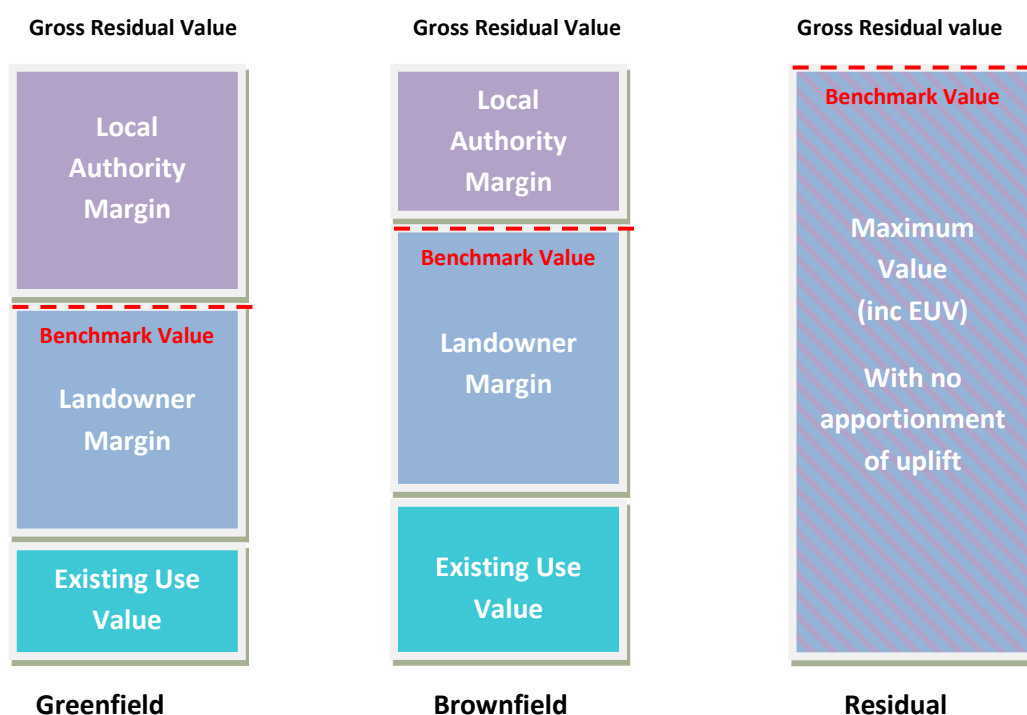 Gross Residual Value
Local
Authority
Margin
Benchmark Value
Landowner
Margin
Existing Use
Value
Greenfield
Gross Residual Value
Local
Authority
Margin
Benchmark Value
Landowner
Margin
Existing Use
Value
Brownfield
Gross Residual value
Benchmark Value
Maximum
Value
(inc EUV)
With no
apportionment
of uplift
Residual